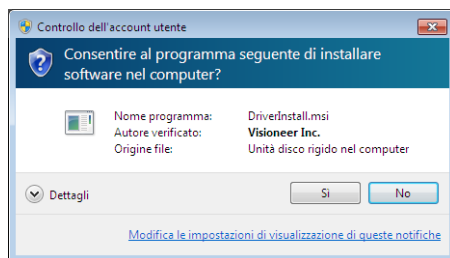 Controllo dell'account utente
Consentire al programma seguente di installare
software nel computer?
Nome programma: DriverInstall.msi
Autore verificato: Visioneer Inc.
Origine file: Unità disco rigido nel computer
Dettagli Sì No
Modifica le impostazioni di visualizzazione di queste notifiche